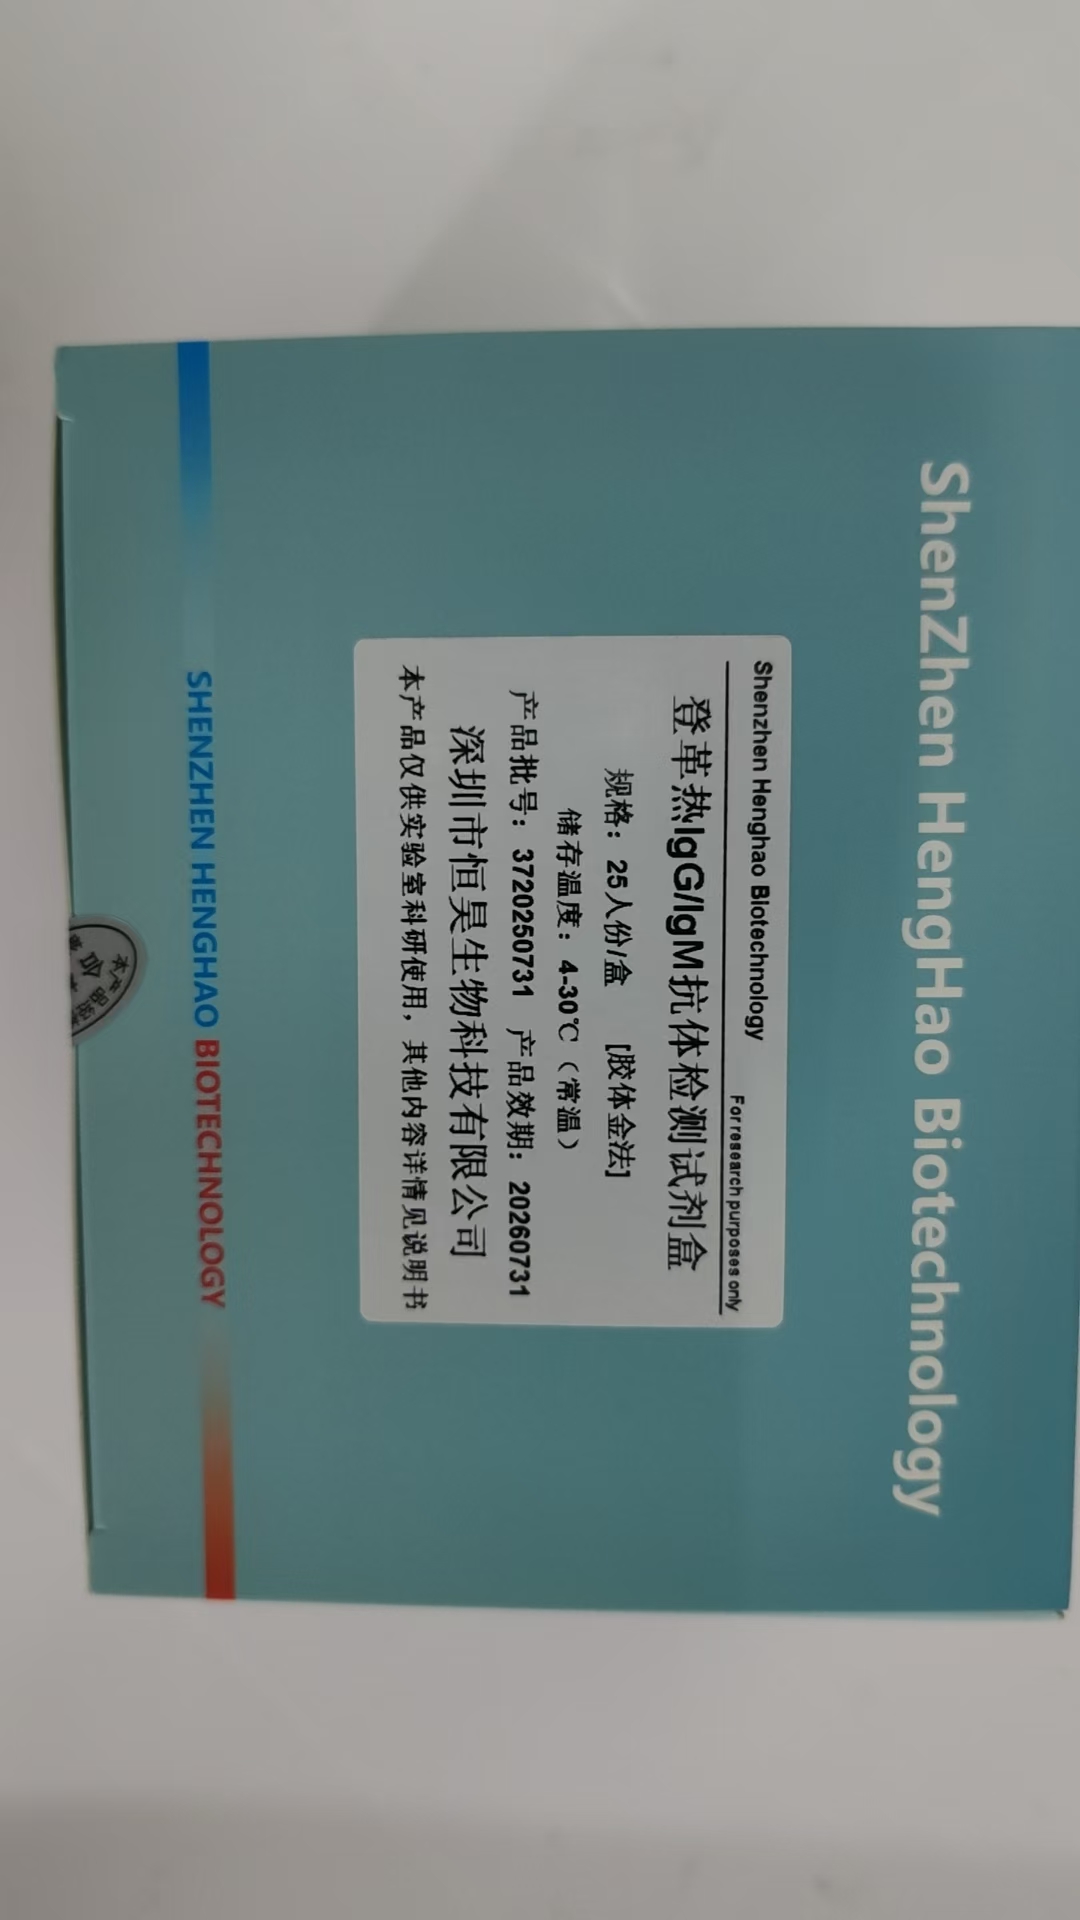 ShenZhen HengHao Biotechnology
Shenzhen Henghao Biotechnology
For research purposes only
登革热IgG/IgM抗体检测试剂盒
规格：25人份/盒 [胶体金法]
储存温度：4-30℃（常温）
产品批号：3720250731 产品效期：20260731
深圳市恒昊生物科技有限公司
本产品仅供实验室科研使用，其他内容详情见说明书
SHENZHEN HENGHAO BIOTECHNOLOGY